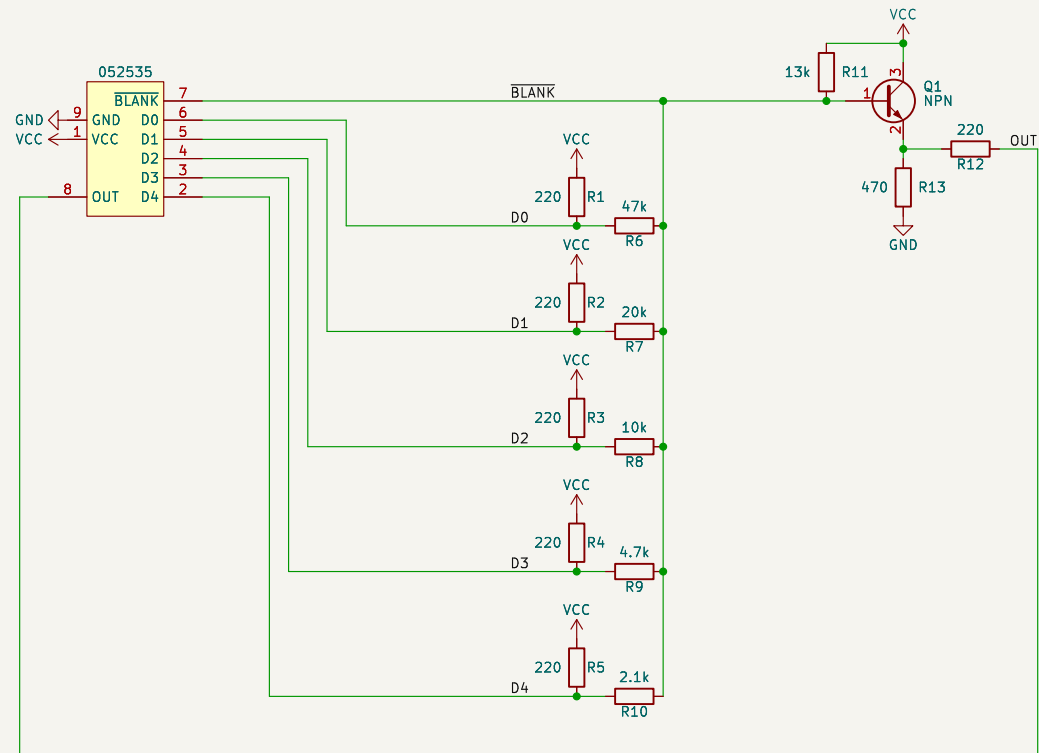 VCC
052535
13k R11
3
Q1
NPN
1
2
220
R12
OUT
470 R13
GND
BLANK 7
BLANK
GND 9 GND D0 6
VCC 1 VCC D1 5
D2 4
D3 3
8 OUT D4 2
VCC
220 R1
47k
D0
R6
VCC
220 R2
20k
D1
R7
VCC
220 R3
10k
D2
R8
VCC
220 R4
4.7k
D3
R9
VCC
220 R5
2.1k
D4
R10